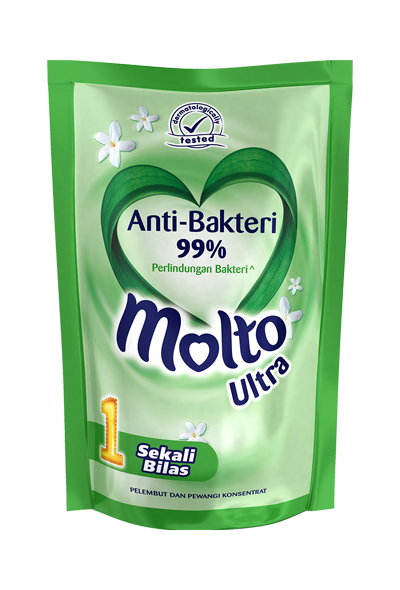 dermatologically
tested
Anti-Bakteri
99%
Perlindungan Bakteri^
Molto
Ultra
1 Sekali
Bilas
PELEMBUT DAN PEWANGI KONSENTRAT